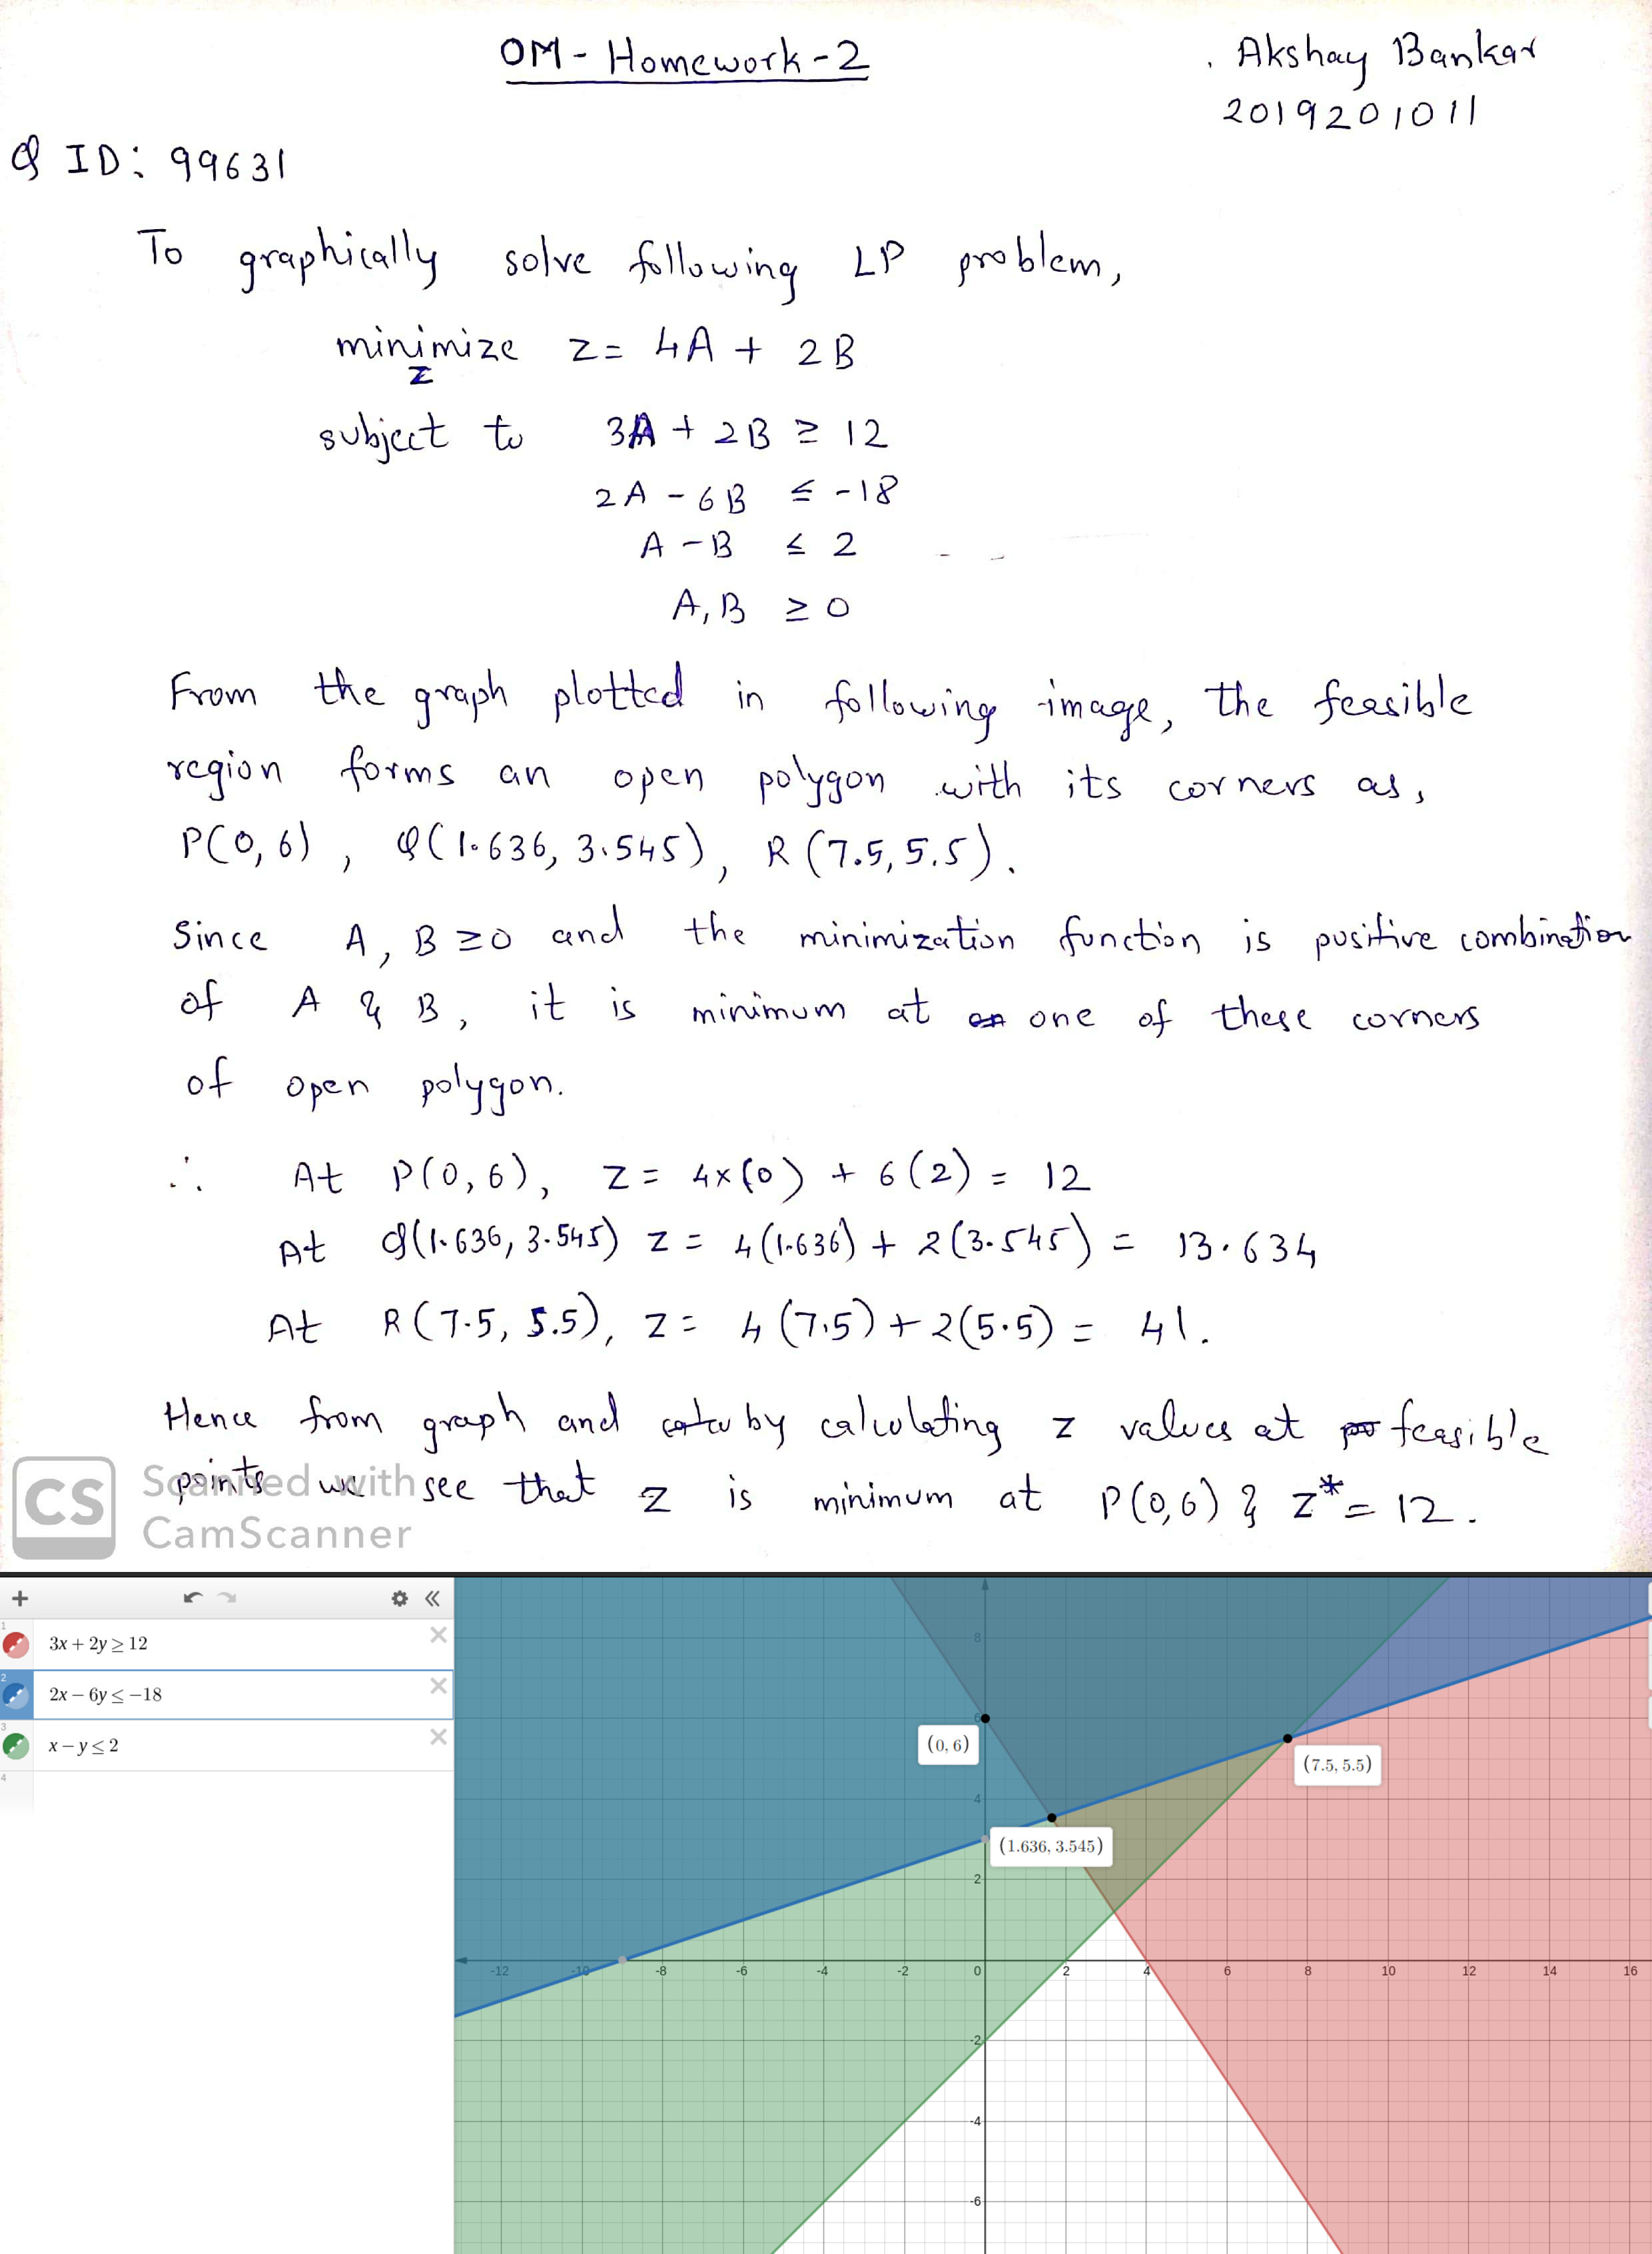 OM - Homework - 2
Akshay Bankar
2019201011
Q ID: 99631
To graphically solve following LP problem,
minimize z = 4A + 2B
z
subject to 3A + 2B ≥ 12
2A - 6B ≤ -18
A - B ≤ 2
A, B ≥ 0
From the graph plotted in following image, the feasible
region forms an open polygon with its corners as,
P(0, 6), Q(1.636, 3.545), R(7.5, 5.5).
Since A, B ≥ 0 and the minimization function is positive combination
of A & B, it is minimum at one of these corners
of open polygon.
∴ At P(0, 6), z = 4x(0) + 6(2) = 12
At Q(1.636, 3.545) z = 4(1.636) + 2(3.545) = 13.634
At R(7.5, 5.5), z = 4(7.5) + 2(5.5) = 41.
Hence from graph and by calculating z values at feasible
points we see that z is minimum at P(0,6) & z* = 12.
CS
Scanned with
CamScanner
1
3x + 2y ≥ 12
2
2x - 6y ≤ -18
3
x - y ≤ 2
4
8
6
(0, 6)
(7.5, 5.5)
4
(1.636, 3.545)
2
-12 -10 -8 -6 -4 -2 0 2 4 6 8 10 12 14 16
-2
-4
-6